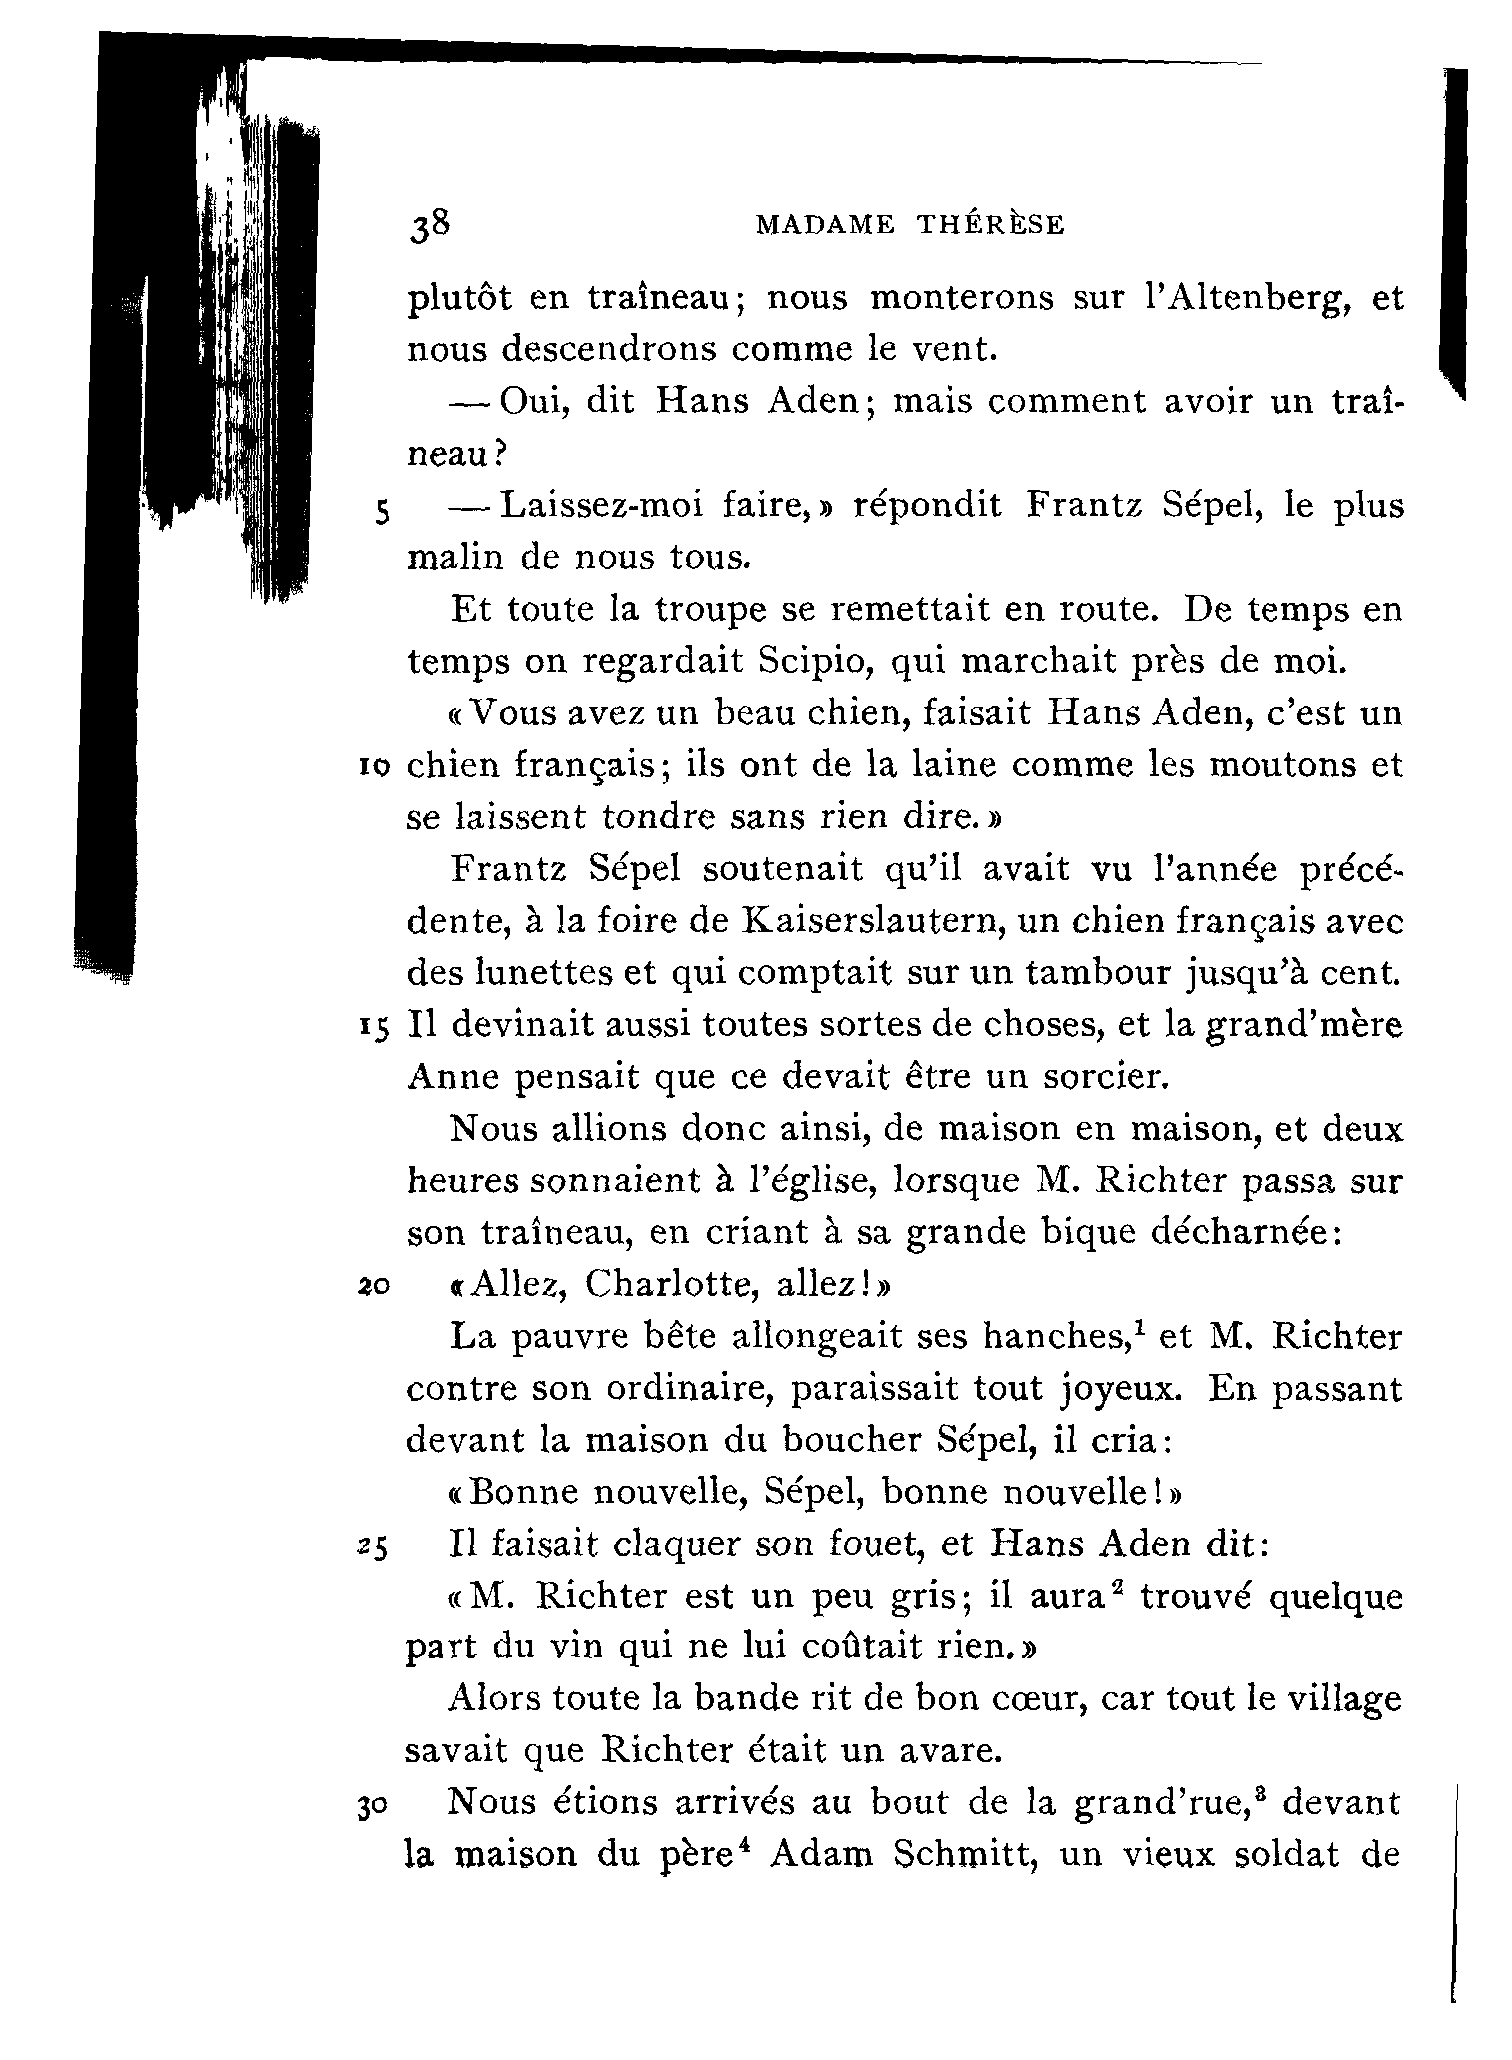 38 MADAME THÉRÈSE
plutôt en traîneau; nous monterons sur l'Altenberg, et
nous descendrons comme le vent.
— Oui, dit Hans Aden; mais comment avoir un traî-
neau?
5 — Laissez-moi faire,» répondit Frantz Sépel, le plus
malin de nous tous.
Et toute la troupe se remettait en route. De temps en
temps on regardait Scipio, qui marchait près de moi.
«Vous avez un beau chien, faisait Hans Aden, c'est un
10 chien français; ils ont de la laine comme les moutons et
se laissent tondre sans rien dire.»
Frantz Sépel soutenait qu'il avait vu l'année précé-
dente, à la foire de Kaiserslautern, un chien français avec
des lunettes et qui comptait sur un tambour jusqu'à cent.
15 Il devinait aussi toutes sortes de choses, et la grand'mère
Anne pensait que ce devait être un sorcier.
Nous allions donc ainsi, de maison en maison, et deux
heures sonnaient à l'église, lorsque M. Richter passa sur
son traîneau, en criant à sa grande bique décharnée:
20 «Allez, Charlotte, allez!»
La pauvre bête allongeait ses hanches,¹ et M. Richter
contre son ordinaire, paraissait tout joyeux. En passant
devant la maison du boucher Sépel, il cria:
«Bonne nouvelle, Sépel, bonne nouvelle!»
25 Il faisait claquer son fouet, et Hans Aden dit:
«M. Richter est un peu gris; il aura² trouvé quelque
part du vin qui ne lui coûtait rien.»
Alors toute la bande rit de bon cœur, car tout le village
savait que Richter était un avare.
30 Nous étions arrivés au bout de la grand'rue,³ devant
la maison du père⁴ Adam Schmitt, un vieux soldat de